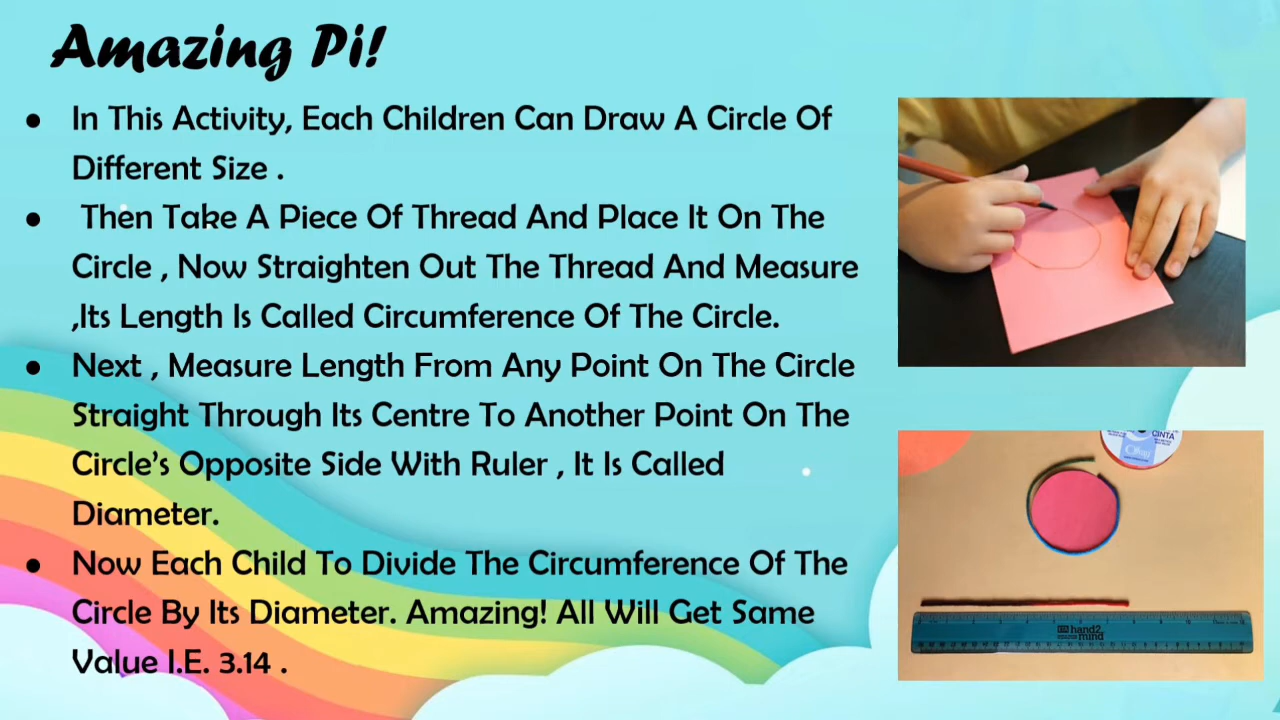 Amazing Pi!
● In This Activity, Each Children Can Draw A Circle Of
Different Size .
● Then Take A Piece Of Thread And Place It On The
Circle , Now Straighten Out The Thread And Measure
,Its Length Is Called Circumference Of The Circle.
● Next , Measure Length From Any Point On The Circle
Straight Through Its Centre To Another Point On The
Circle’s Opposite Side With Ruler , It Is Called
Diameter.
● Now Each Child To Divide The Circumference Of The
Circle By Its Diameter. Amazing! All Will Get Same
Value I.E. 3.14 .
CINTA
hand2
mind